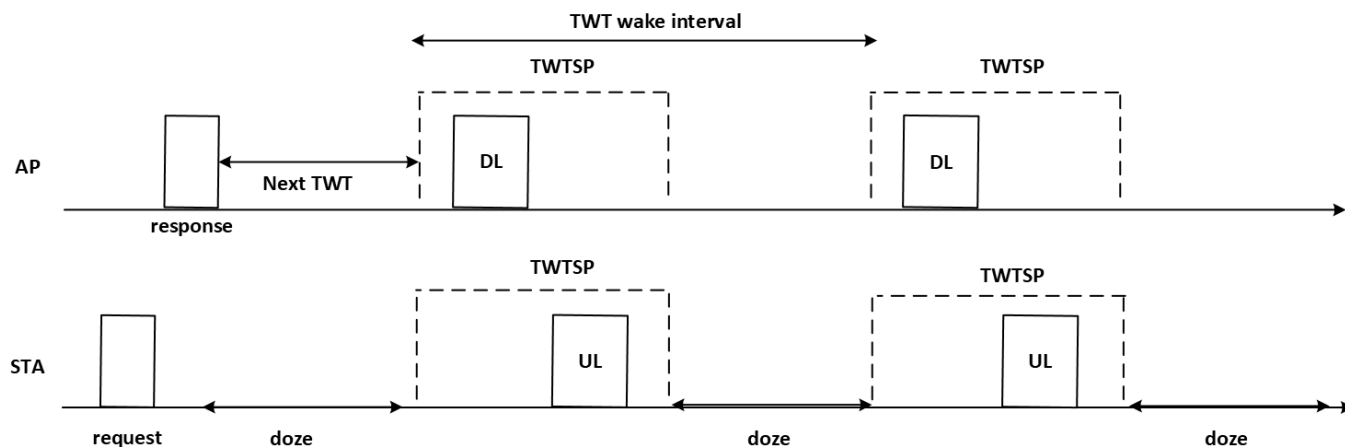 TWT wake interval
TWTSP
TWTSP
AP
DL
DL
Next TWT
response
TWTSP
TWTSP
STA
UL
UL
request
doze
doze
doze